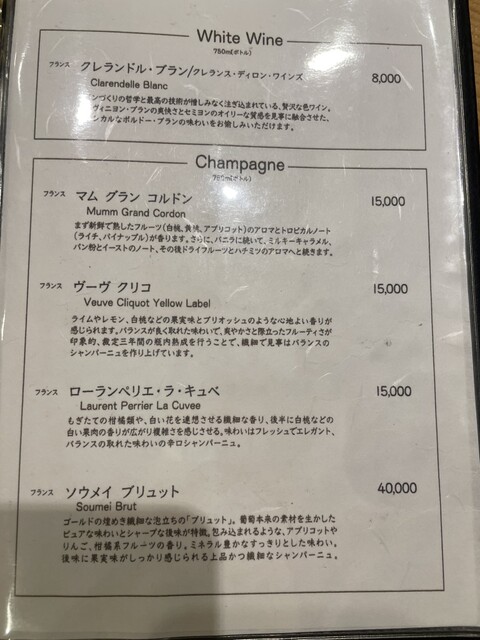 White Wine
750ml(ボトル)
フランス クレランドル・ブラン/クレランス・ディロン・ワインズ 8,000
Clarendelle Blanc
ンづくりの哲学と最高の技術が惜しみなく注ぎ込まれている、贅沢な白ワイン。
ヴィニヨン・ブランの爽快さとセミヨンのオイリーな質感を見事に融合させた、
シカルなボルドー・ブランの味わいをお愉しみいただけます。
Champagne
750ml(ボトル)
フランス マム グラン コルドン 15,000
Mumm Grand Cordon
まず新鮮で熟したフルーツ(白桃、黄桃、アプリコット)のアロマとトロピカルノート
(ライチ、パイナップル)が香ります。さらに、バニラに続いて、ミルキーキャラメル、
パン粉とイーストのノート、その後ドライフルーツとハチミツのアロマへと続きます。
フランス ヴーヴ クリコ 15,000
Veuve Cliquot Yellow Label
ライムやレモン、白桃などの果実味とブリオッシュのような心地よい香りが
感じられます。バランスが良く取れた味わいで、爽やかさと際立ったフルーティさが
印象的、規定三年間の瓶内熟成を行うことで、繊細で見事はバランスの
シャンパーニュを作り上げています。
フランス ローランペリエ・ラ・キュベ 15,000
Laurent Perrier La Cuvee
もぎたての柑橘類や、白い花を連想させる繊細な香り、後半に白桃などの
白い果肉の香りが広がり複雑さを感じさせる。味わいはフレッシュでエレガント、
バランスの取れた味わいの辛口シャンパーニュ。
フランス ソウメイ ブリュット 40,000
Soumei Brut
ゴールドの煌めき繊細な泡立ちの「ブリュット」。葡萄本来の素材を生かした
ピュアな味わいとシャープな後味が特徴。包み込まれるような、アプリコットや
りんご、柑橘系フルーツの香り。ミネラル豊かなすっきりとした味わい。
後味に果実味がしっかり感じられる上品かつ繊細なシャンパーニュ。